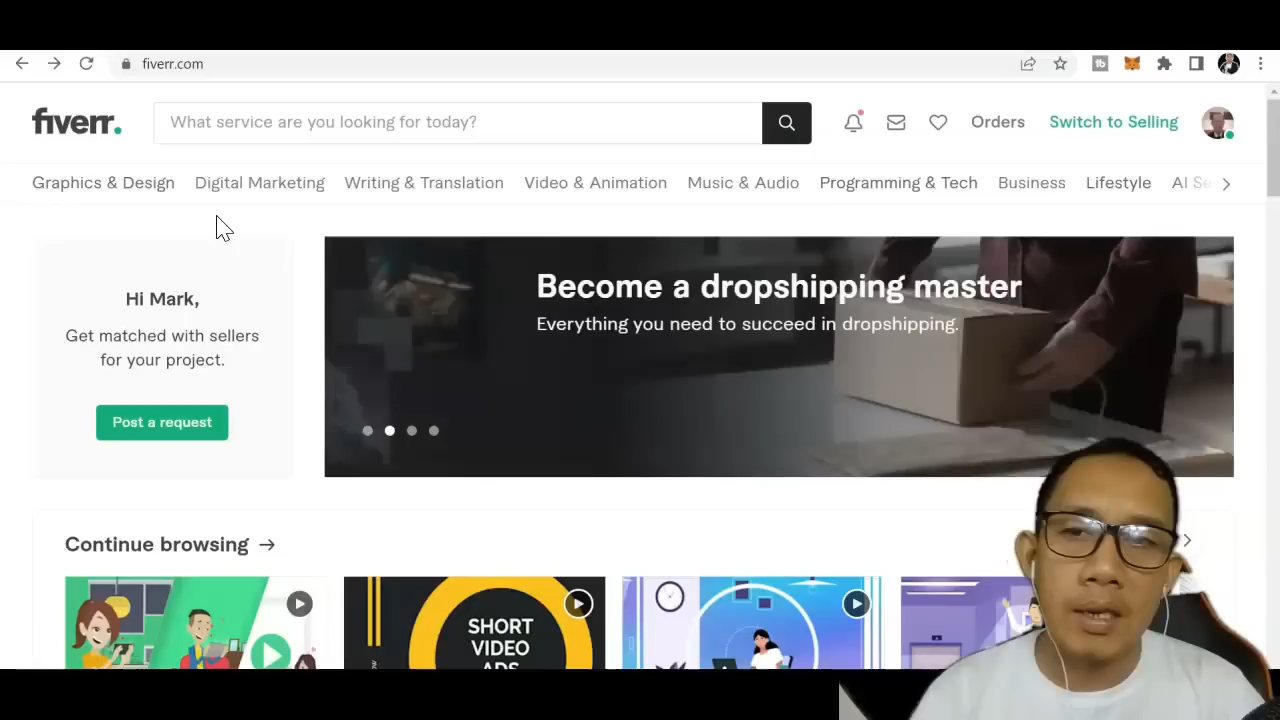 fiverr.com
fiverr.
What service are you looking for today?
Orders
Switch to Selling
Graphics & Design
Digital Marketing
Writing & Translation
Video & Animation
Music & Audio
Programming & Tech
Business
Lifestyle
AI
Hi Mark,
Get matched with sellers
for your project.
Post a request
Become a dropshipping master
Everything you need to succeed in dropshipping.
Continue browsing →
SHORT
VIDEO
ADS